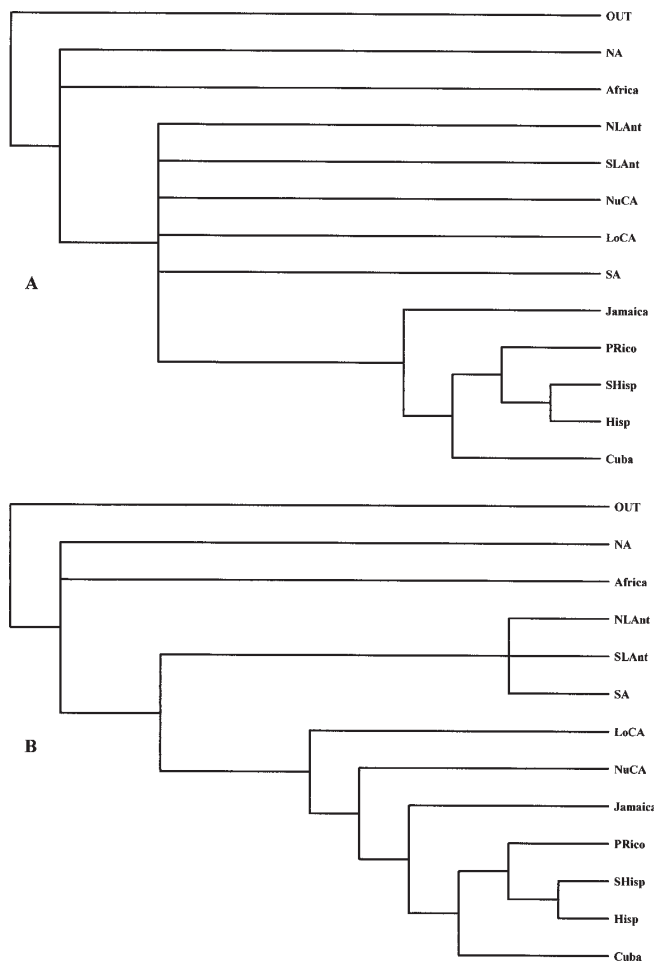 OUT
NA
Africa
NLAnt
SLAnt
NuCA
LoCA
SA
A
Jamaica
PRico
SHisp
Hisp
Cuba
OUT
NA
Africa
NLAnt
SLAnt
SA
LoCA
B
NuCA
Jamaica
PRico
SHisp
Hisp
Cuba